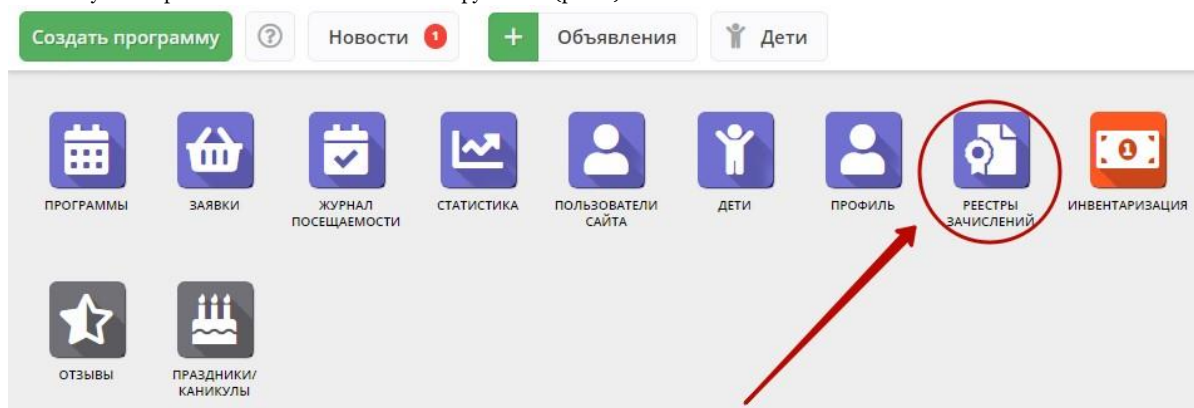 Создать программу ? Новости 1 + Объявления Дети
ПРОГРАММЫ
ЗАЯВКИ
ЖУРНАЛ
ПОСЕЩАЕМОСТИ
СТАТИСТИКА
ПОЛЬЗОВАТЕЛИ
САЙТА
ДЕТИ
ПРОФИЛЬ
РЕЕСТРЫ
ЗАЧИСЛЕНИЙ
1
ИНВЕНТАРИЗАЦИЯ
ОТЗЫВЫ
ПРАЗДНИКИ/
КАНИКУЛЫ